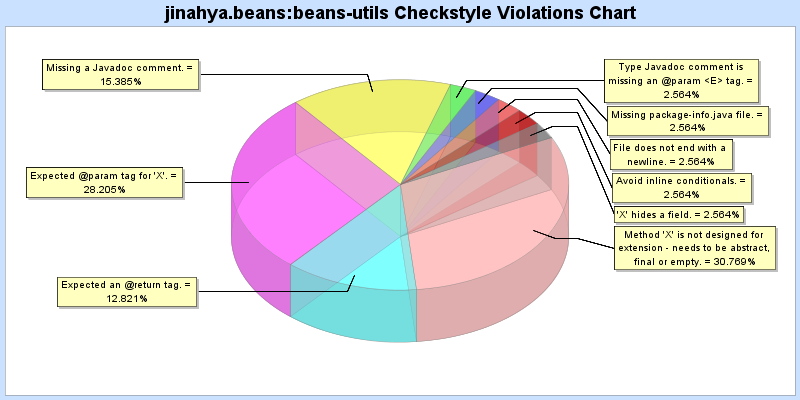 jinahya.beans:beans-utils Checkstyle Violations Chart
Missing a Javadoc comment. =
15.385%
Expected @param tag for 'X'. =
28.205%
Expected an @return tag. =
12.821%
Type Javadoc comment is
missing an @param <E> tag. =
2.564%
Missing package-info.java file. =
2.564%
File does not end with a
newline. = 2.564%
Avoid inline conditionals. =
2.564%
'X' hides a field. = 2.564%
Method 'X' is not designed for
extension - needs to be abstract,
final or empty. = 30.769%